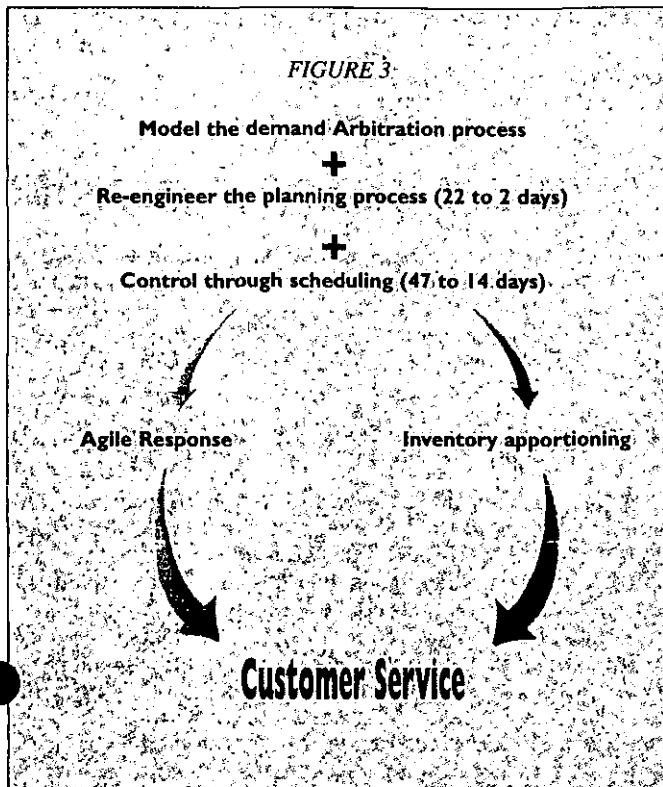 FIGURE 3
Model the demand Arbitration process
+
Re-engineer the planning process (22 to 2 days)
+
Control through scheduling (47 to 14 days)
Agile Response
Inventory apportioning
Customer Service